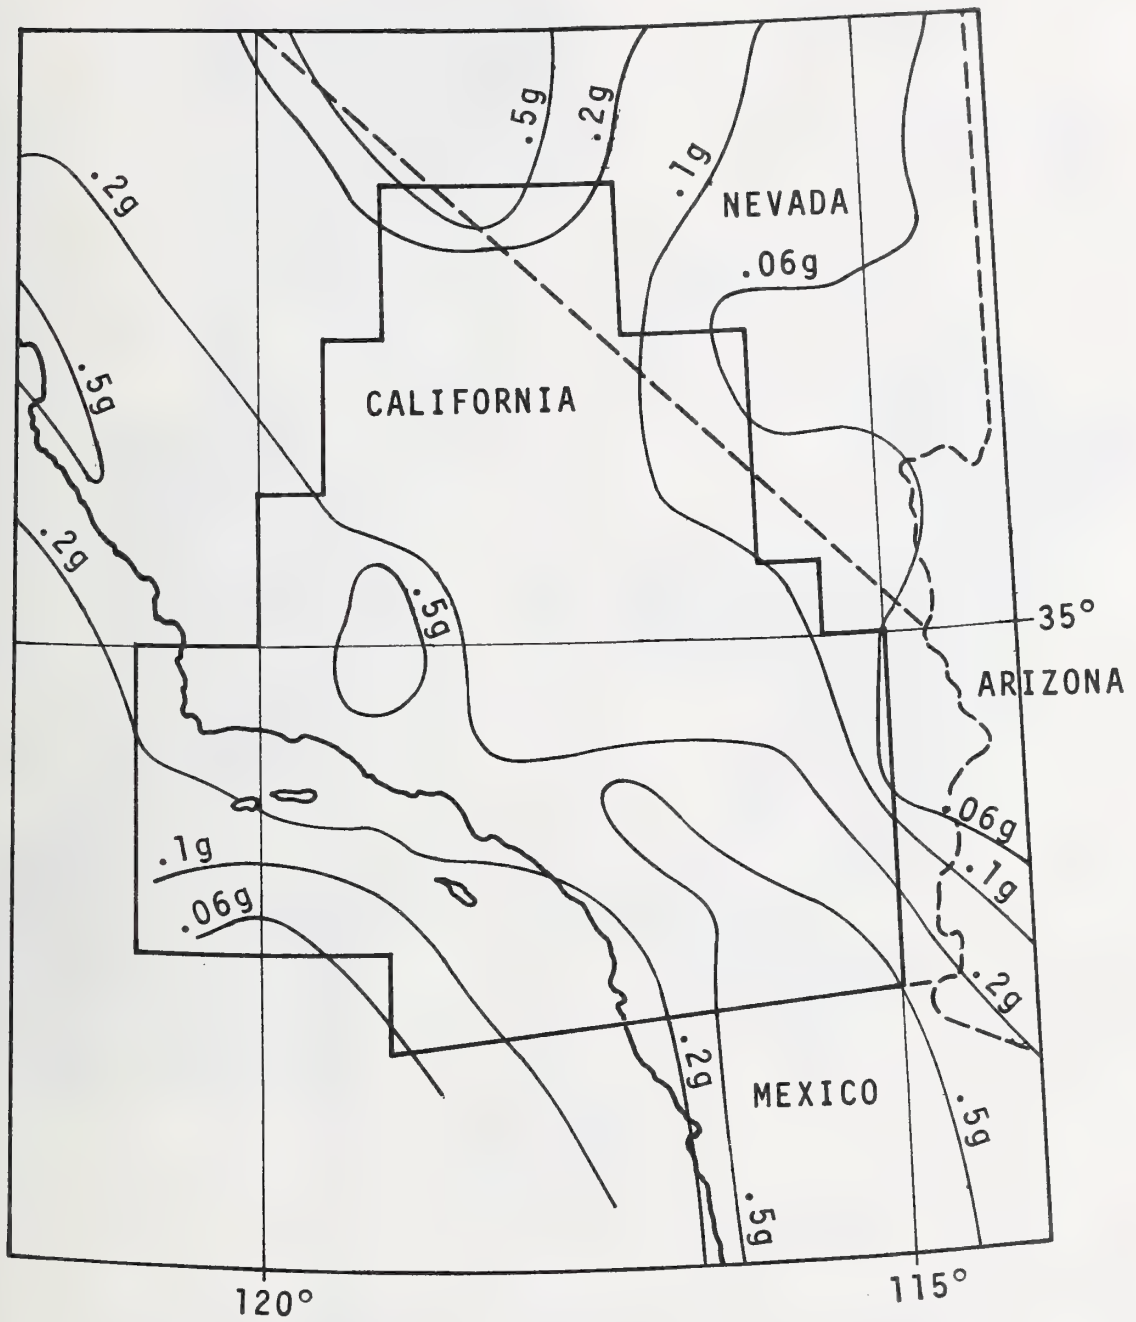 .5g
.2g
.1g
.2g
NEVADA
.06g
.5g
CALIFORNIA
.2g
.5g
35°
ARIZONA
.06g
.1g
.1g
.06g
.2g
.2g
MEXICO
.5g
.5g
120°
115°